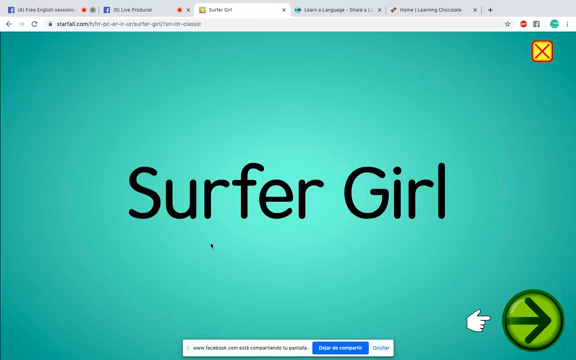 (4) Free English sessions
(5) Live Producer
Surfer Girl
Learn a Language - Share a L
Home | Learning Chocolate
starfall.com/h/ltr-pc-er-ir-ur/surfer-girl/?sn=ltr-classic
Surfer Girl
www.facebook.com está compartiendo tu pantalla.
Dejar de compartir
Ocultar